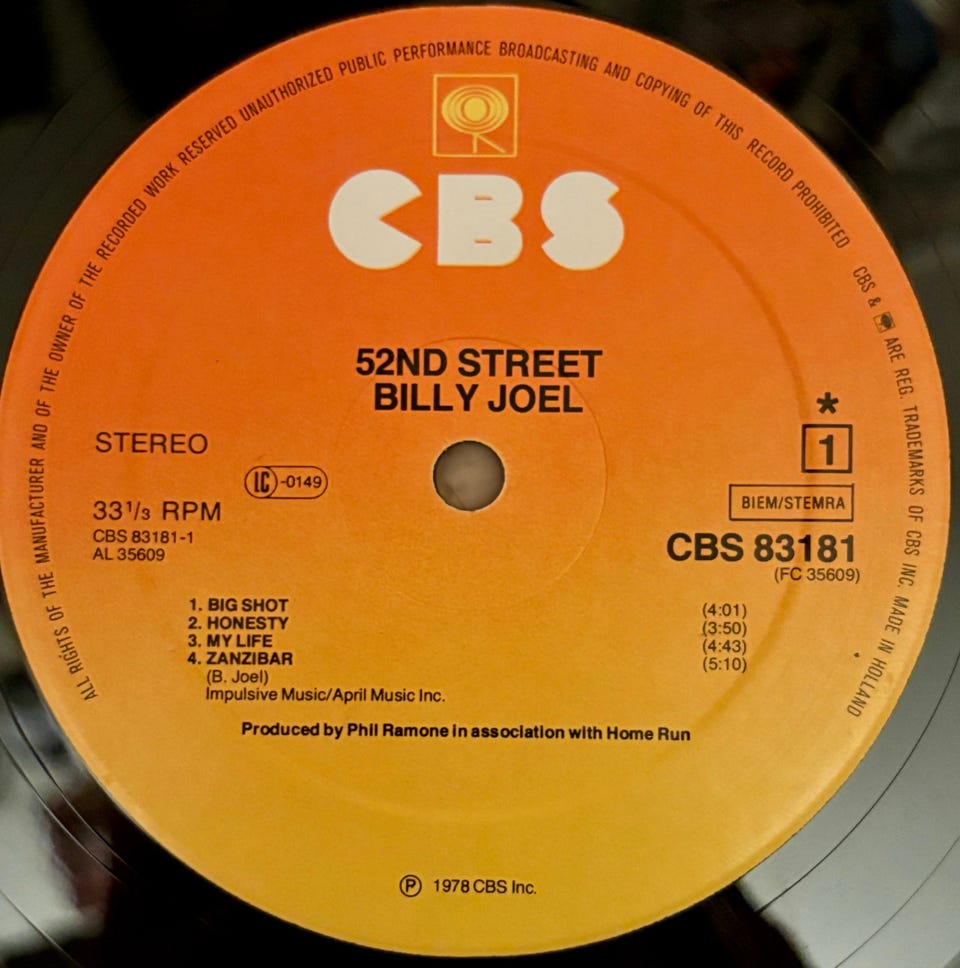 ALL RIGHTS OF THE MANUFACTURER AND OF THE OWNER OF THE RECORDED WORK RESERVED UNAUTHORIZED PUBLIC PERFORMANCE BROADCASTING AND COPYING OF THIS RECORD PROHIBITED CBS & ARE REG. TRADEMARKS OF CBS INC. MADE IN HOLLAND
CBS
52ND STREET
BILLY JOEL
*
STEREO
1
LC-0149
BIEM/STEMRA
33 1/3 RPM
CBS 83181-1
AL 35609
CBS 83181
(FC 35609)
1. BIG SHOT (4:01)
2. HONESTY (3:50)
3. MY LIFE (4:43)
4. ZANZIBAR (5:10)
(B. Joel)
Impulsive Music/April Music Inc.
Produced by Phil Ramone in association with Home Run
Ⓟ 1978 CBS Inc.